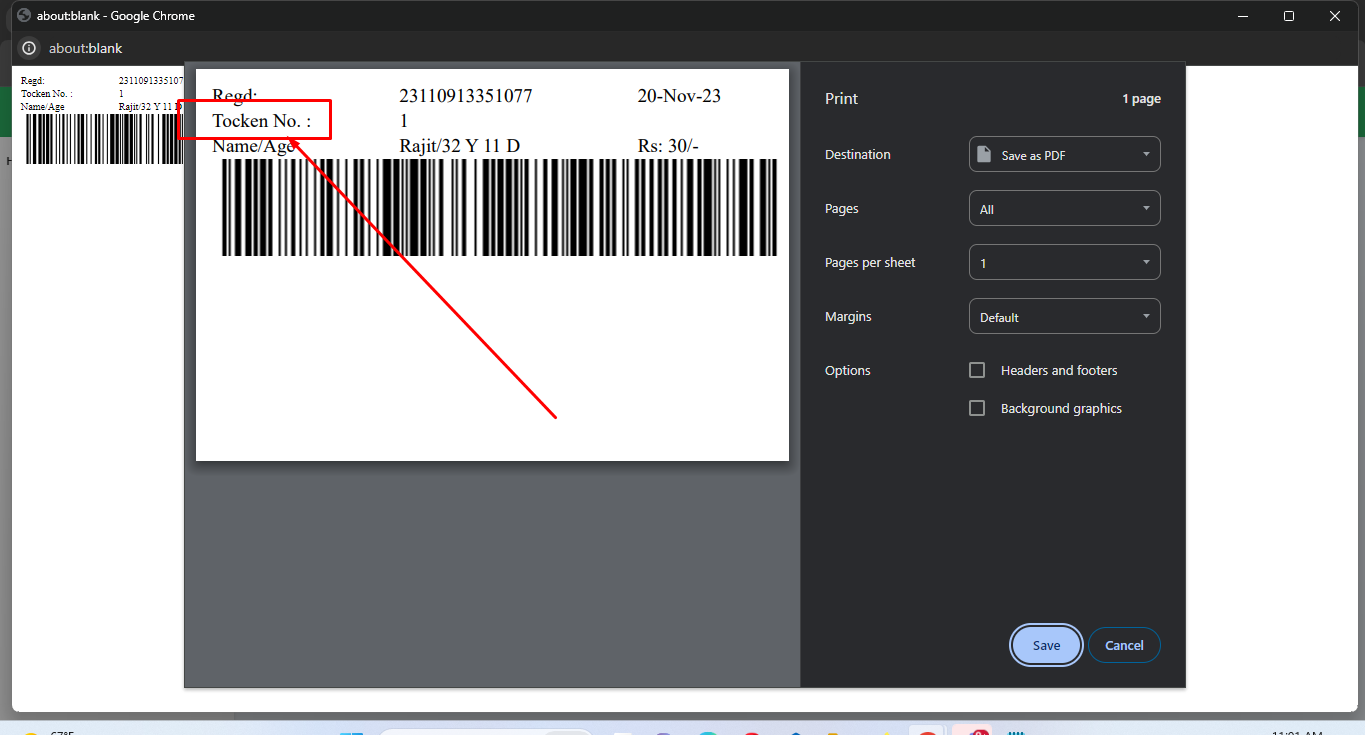 about:blank - Google Chrome
about:blank
Regd: 2311091335107
Tocken No. : 1
Name/Age Rajit/32 Y 11 D
Regd: 23110913351077 20-Nov-23
Tocken No. : 1
Name/Age Rajit/32 Y 11 D Rs: 30/-
Print 1 page
Destination Save as PDF
Pages All
Pages per sheet 1
Margins Default
Options Headers and footers
Background graphics
Save Cancel